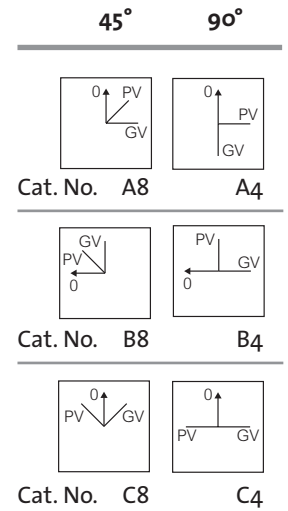 45° 90°
0 PV 0
GV PV
GV
Cat. No. A8 A4
GV PV
PV GV
0 0
Cat. No. B8 B4
0 0
PV GV PV GV
Cat. No. C8 C4